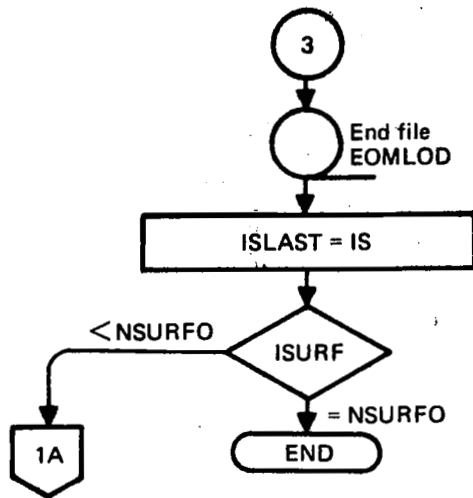 3
End file
EOMLOD
ISLAST = IS
< NSURFO
ISURF
= NSURFO
1A
END